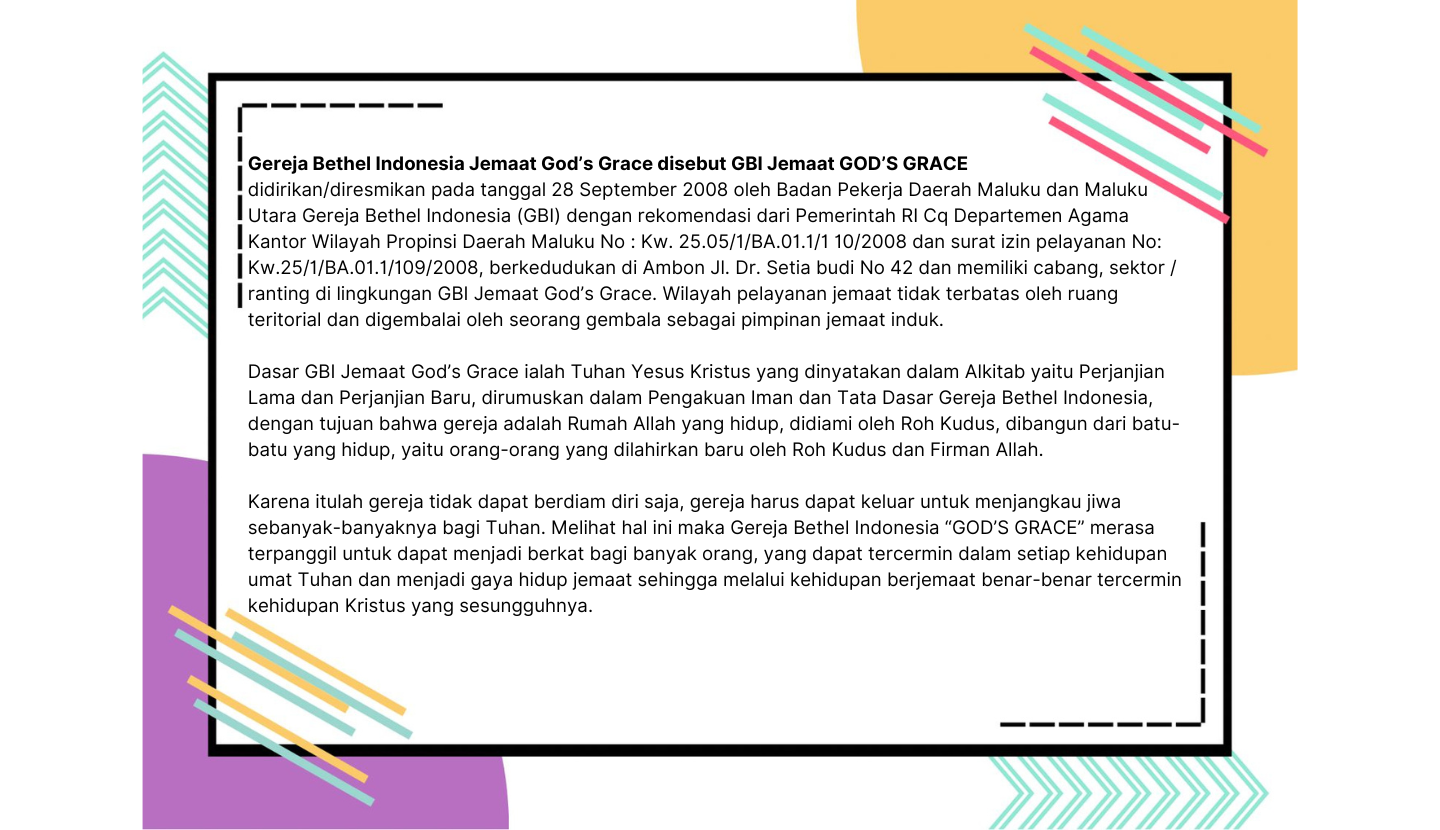 Gereja Bethel Indonesia Jemaat God’s Grace disebut GBI Jemaat GOD’S GRACE
didirikan/diresmikan pada tanggal 28 September 2008 oleh Badan Pekerja Daerah Maluku dan Maluku
Utara Gereja Bethel Indonesia (GBI) dengan rekomendasi dari Pemerintah RI Cq Departemen Agama
Kantor Wilayah Propinsi Daerah Maluku No : Kw. 25.05/1/BA.01.1/1 10/2008 dan surat izin pelayanan No:
Kw.25/1/BA.01.1/109/2008, berkedudukan di Ambon Jl. Dr. Setia budi No 42 dan memiliki cabang, sektor /
ranting di lingkungan GBI Jemaat God’s Grace. Wilayah pelayanan jemaat tidak terbatas oleh ruang
teritorial dan digembalai oleh seorang gembala sebagai pimpinan jemaat induk.
Dasar GBI Jemaat God’s Grace ialah Tuhan Yesus Kristus yang dinyatakan dalam Alkitab yaitu Perjanjian
Lama dan Perjanjian Baru, dirumuskan dalam Pengakuan Iman dan Tata Dasar Gereja Bethel Indonesia,
dengan tujuan bahwa gereja adalah Rumah Allah yang hidup, didiami oleh Roh Kudus, dibangun dari batu-
batu yang hidup, yaitu orang-orang yang dilahirkan baru oleh Roh Kudus dan Firman Allah.
Karena itulah gereja tidak dapat berdiam diri saja, gereja harus dapat keluar untuk menjangkau jiwa
sebanyak-banyaknya bagi Tuhan. Melihat hal ini maka Gereja Bethel Indonesia “GOD’S GRACE” merasa
terpanggil untuk dapat menjadi berkat bagi banyak orang, yang dapat tercermin dalam setiap kehidupan
umat Tuhan dan menjadi gaya hidup jemaat sehingga melalui kehidupan berjemaat benar-benar tercermin
kehidupan Kristus yang sesungguhnya.